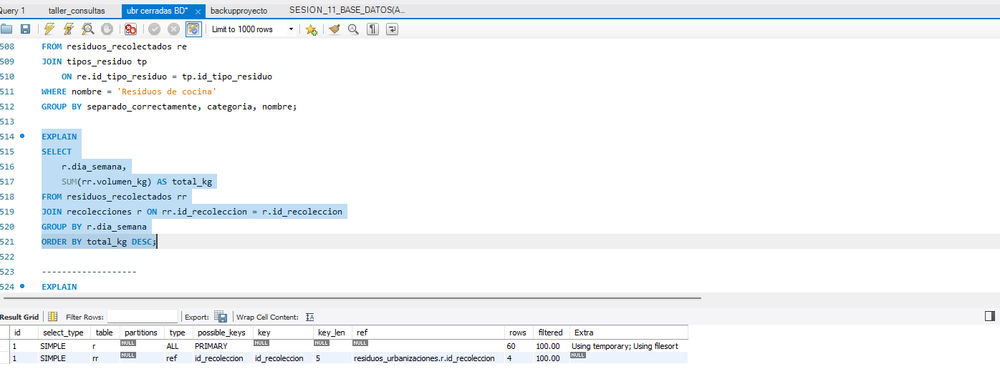 Query 1 taller_consultas ubr cerradas BD* backupproyecto SESION_11_BASE_DATOS(A...
Limit to 1000 rows
508 FROM residuos_recolectados re
509 JOIN tipos_residuo tp
510 ON re.id_tipo_residuo = tp.id_tipo_residuo
511 WHERE nombre = 'Residuos de cocina'
512 GROUP BY separado_correctamente, categoria, nombre;
513
514 EXPLAIN
515 SELECT
516 r.dia_semana,
517 SUM(rr.volumen_kg) AS total_kg
518 FROM residuos_recolectados rr
519 JOIN recolecciones r ON rr.id_recoleccion = r.id_recoleccion
520 GROUP BY r.dia_semana
521 ORDER BY total_kg DESC;
522
523 -------------------
524 EXPLAIN
Result Grid Filter Rows: Export: Wrap Cell Content:
id select_type table partitions type possible_keys key key_len ref rows filtered Extra
1 SIMPLE r NULL ALL PRIMARY NULL NULL NULL 60 100.00 Using temporary; Using filesort
1 SIMPLE rr NULL ref id_recoleccion id_recoleccion 5 residuos_urbanizaciones.r.id_recoleccion 4 100.00 NULL